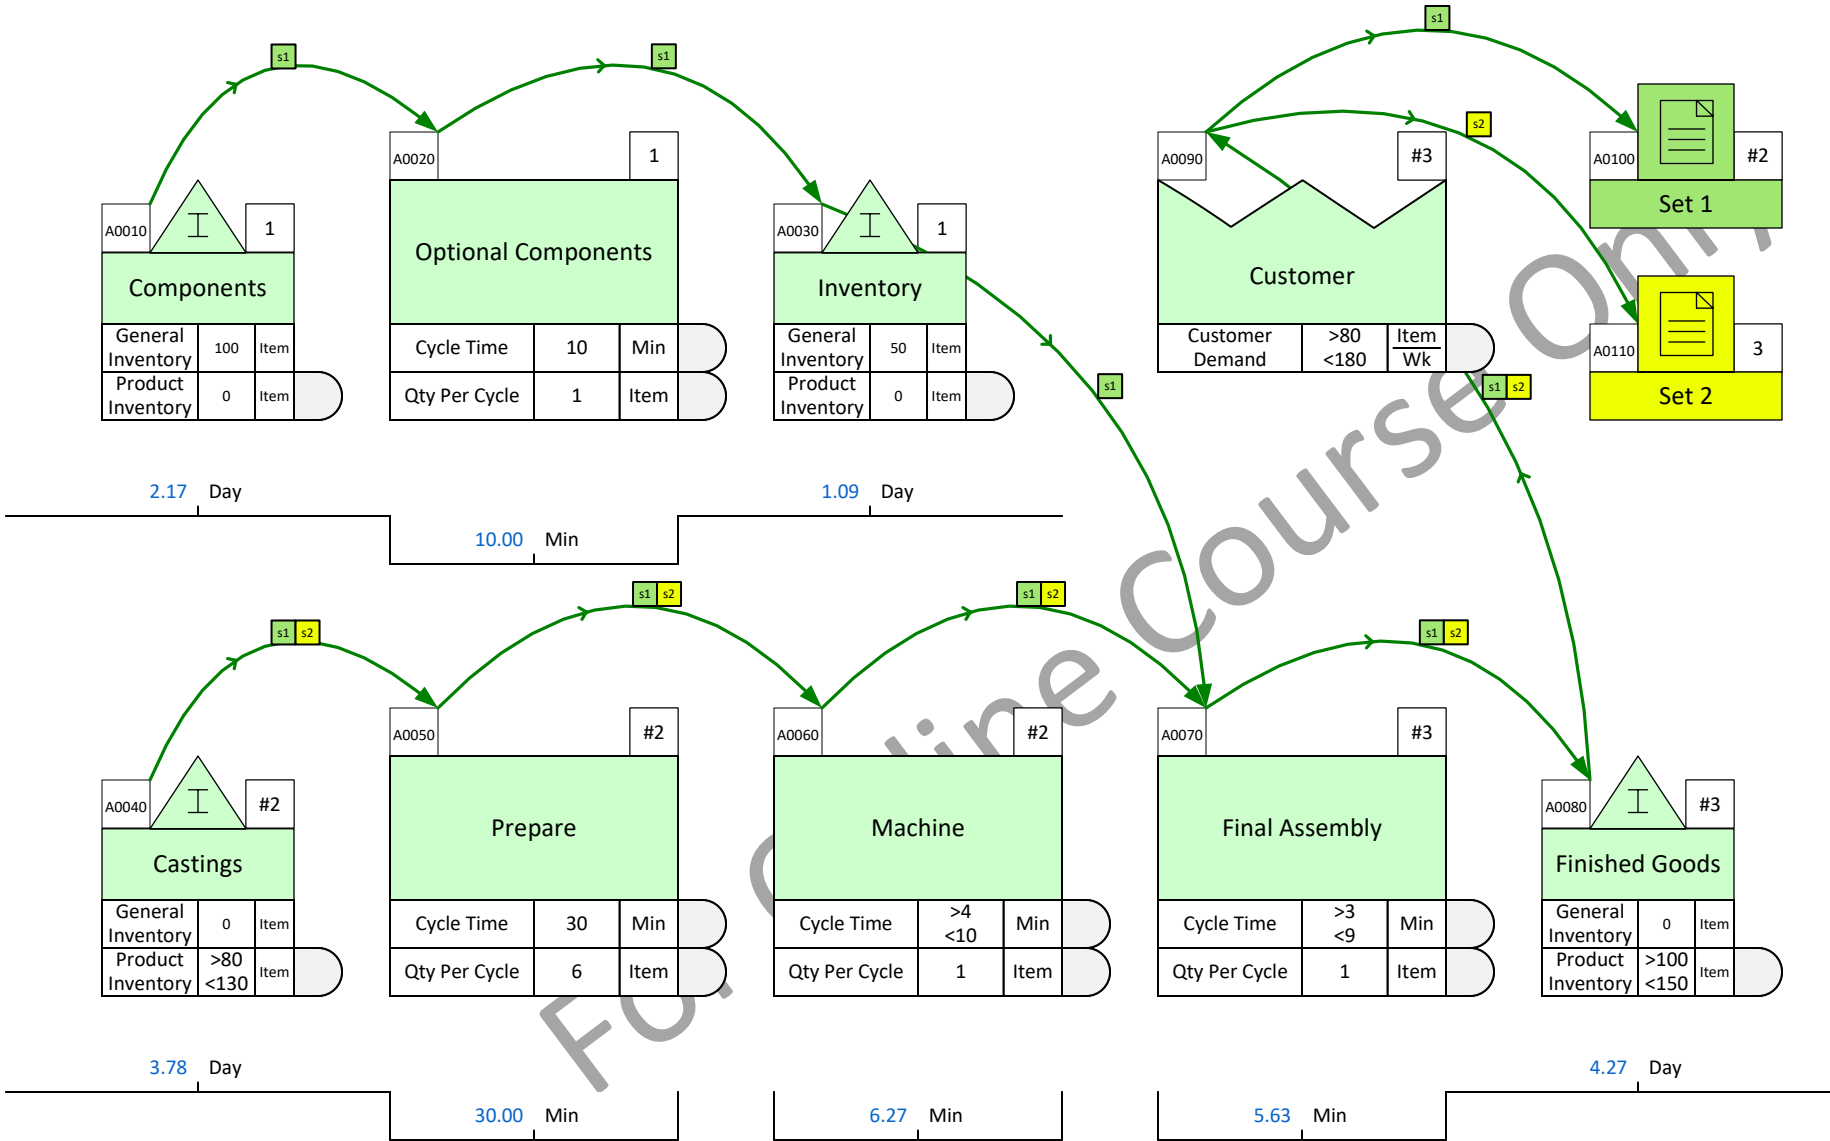 s1
s1
s1
s2
A0020
1
A0090
#3
A0100
#2
Set 1
A0010
I
1
Optional Components
A0030
I
1
Components
Inventory
Customer
A0110
3
Set 2
General
Inventory
100
Item
Product
Inventory
0
Item
Cycle Time
10
Min
Qty Per Cycle
1
Item
General
Inventory
50
Item
Product
Inventory
0
Item
Customer
Demand
>80
<180
Item
Wk
s1
s1 s2
2.17 Day
10.00 Min
1.09 Day
s1 s2
s1 s2
s1 s2
s1 s2
A0050
#2
A0060
#2
A0070
#3
A0040
I
#2
A0080
I
#3
Castings
Prepare
Machine
Final Assembly
Finished Goods
General
Inventory
0
Item
Product
Inventory
>80
<130
Item
Cycle Time
30
Min
Qty Per Cycle
6
Item
Cycle Time
>4
<10
Min
Qty Per Cycle
1
Item
Cycle Time
>3
<9
Min
Qty Per Cycle
1
Item
General
Inventory
0
Item
Product
Inventory
>100
<150
Item
3.78 Day
30.00 Min
6.27 Min
5.63 Min
4.27 Day
For Online Course Only